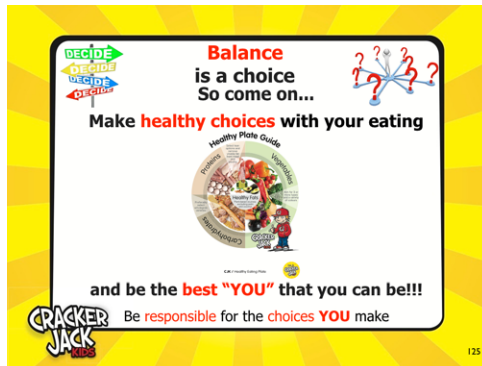 DECIDE
DECIDE
DECIDE
DECIDE
Balance
is a choice
So come on...
Make healthy choices with your eating
Healthy Plate Guide
Proteins
Vegetables
Healthy Fats
Carbohydrates
CRACKER
JACK
and be the best “YOU” that you can be!!!
Be responsible for the choices YOU make
CRACKER
JACK
KIDS
125